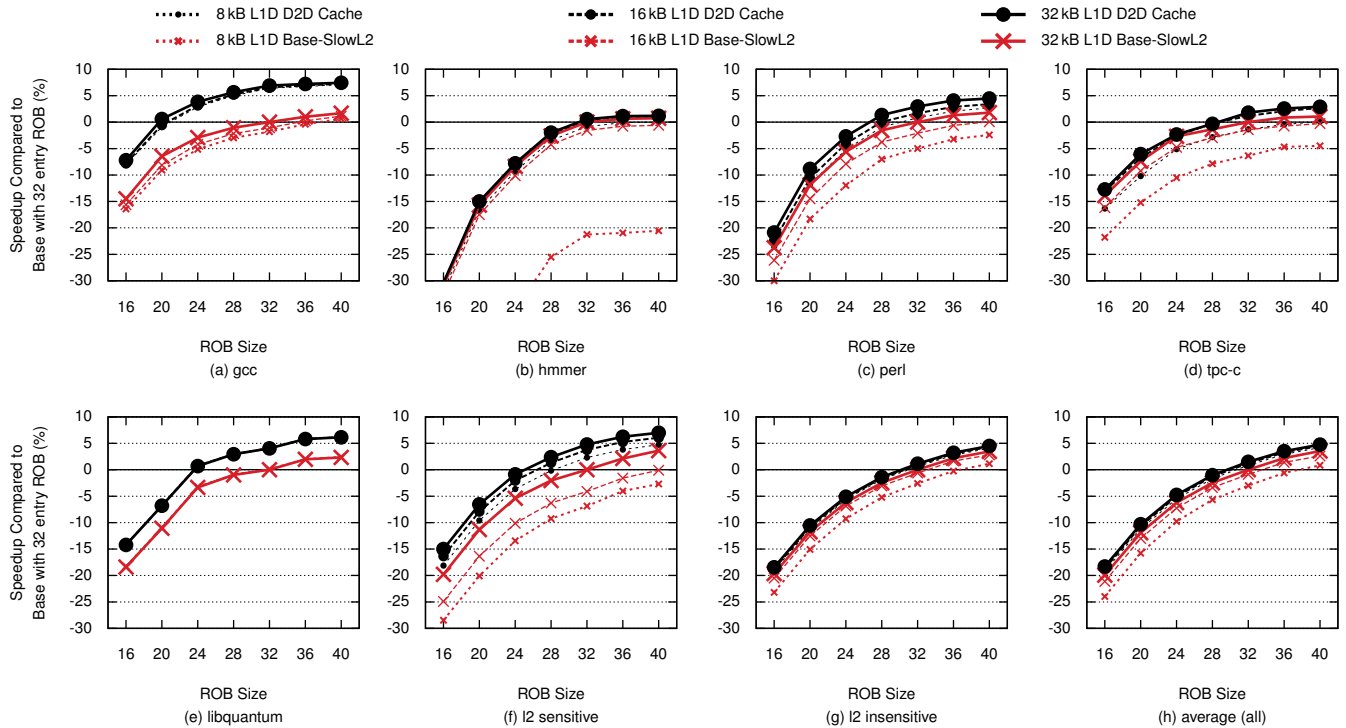 8 kB L1D D2D Cache 16 kB L1D D2D Cache 32 kB L1D D2D Cache
8 kB L1D Base-SlowL2 16 kB L1D Base-SlowL2 32 kB L1D Base-SlowL2
Speedup Compared to
Base with 32 entry ROB (%)
10 10 10 10
5 5 5 5
0 0 0 0
-5 -5 -5 -5
-10 -10 -10 -10
-15 -15 -15 -15
-20 -20 -20 -20
-25 -25 -25 -25
-30 -30 -30 -30
16 20 24 28 32 36 40 16 20 24 28 32 36 40 16 20 24 28 32 36 40 16 20 24 28 32 36 40
ROB Size ROB Size ROB Size ROB Size
(a) gcc (b) hmmer (c) perl (d) tpc-c
Speedup Compared to
Base with 32 entry ROB (%)
10 10 10 10
5 5 5 5
0 0 0 0
-5 -5 -5 -5
-10 -10 -10 -10
-15 -15 -15 -15
-20 -20 -20 -20
-25 -25 -25 -25
-30 -30 -30 -30
16 20 24 28 32 36 40 16 20 24 28 32 36 40 16 20 24 28 32 36 40 16 20 24 28 32 36 40
ROB Size ROB Size ROB Size ROB Size
(e) libquantum (f) l2 sensitive (g) l2 insensitive (h) average (all)